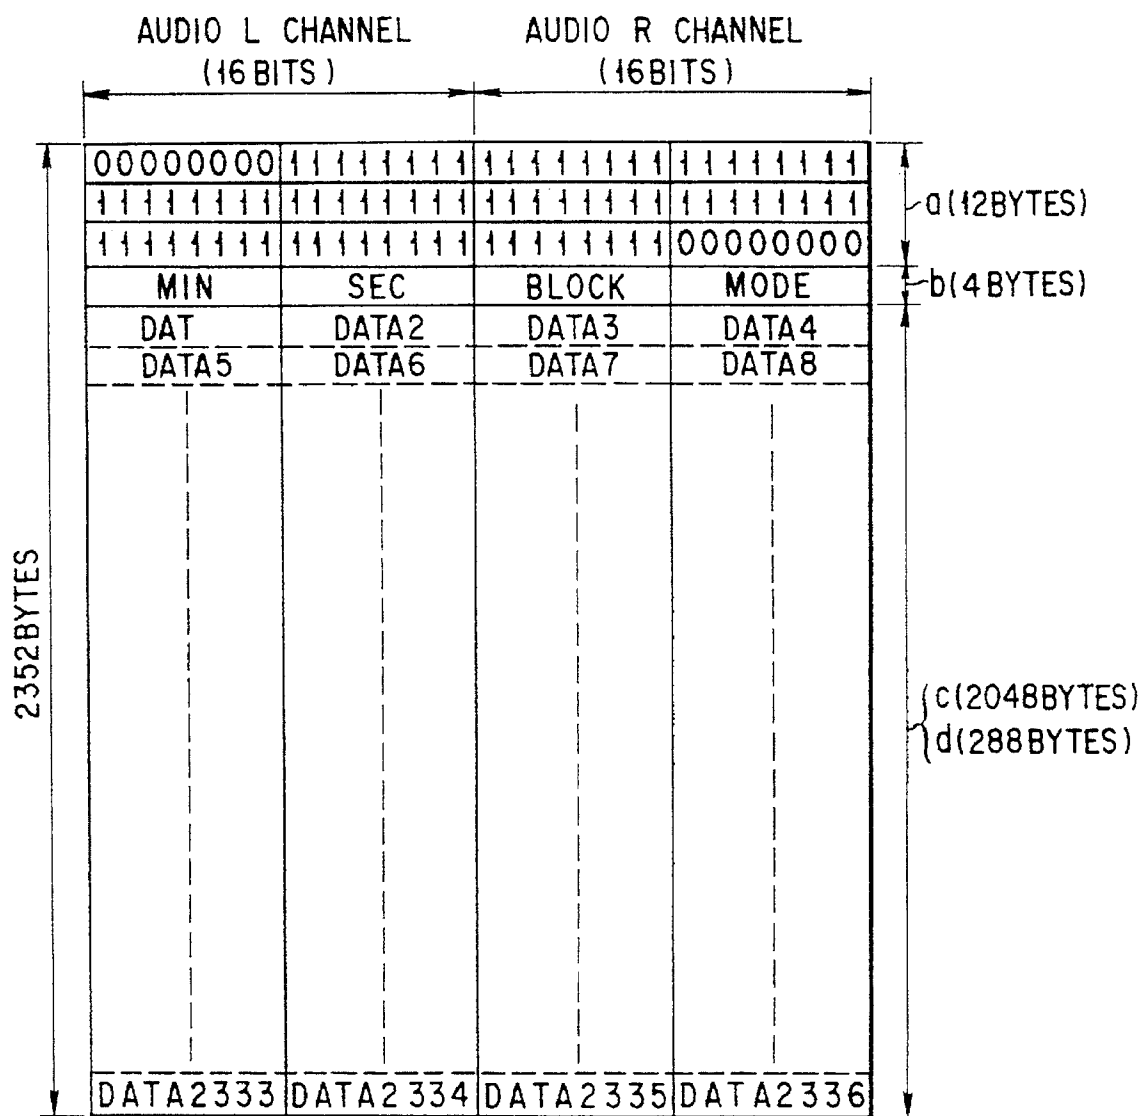 AUDIO L CHANNEL AUDIO R CHANNEL
(16 BITS) (16 BITS)
00000000 11111111 11111111 11111111
11111111 11111111 11111111 11111111 a(12BYTES)
11111111 11111111 11111111 00000000
MIN SEC BLOCK MODE b(4BYTES)
DAT DATA2 DATA3 DATA4
DATA5 DATA6 DATA7 DATA8
2352BYTES
c(2048BYTES)
d(288BYTES)
DATA2333 DATA2334 DATA2335 DATA2336